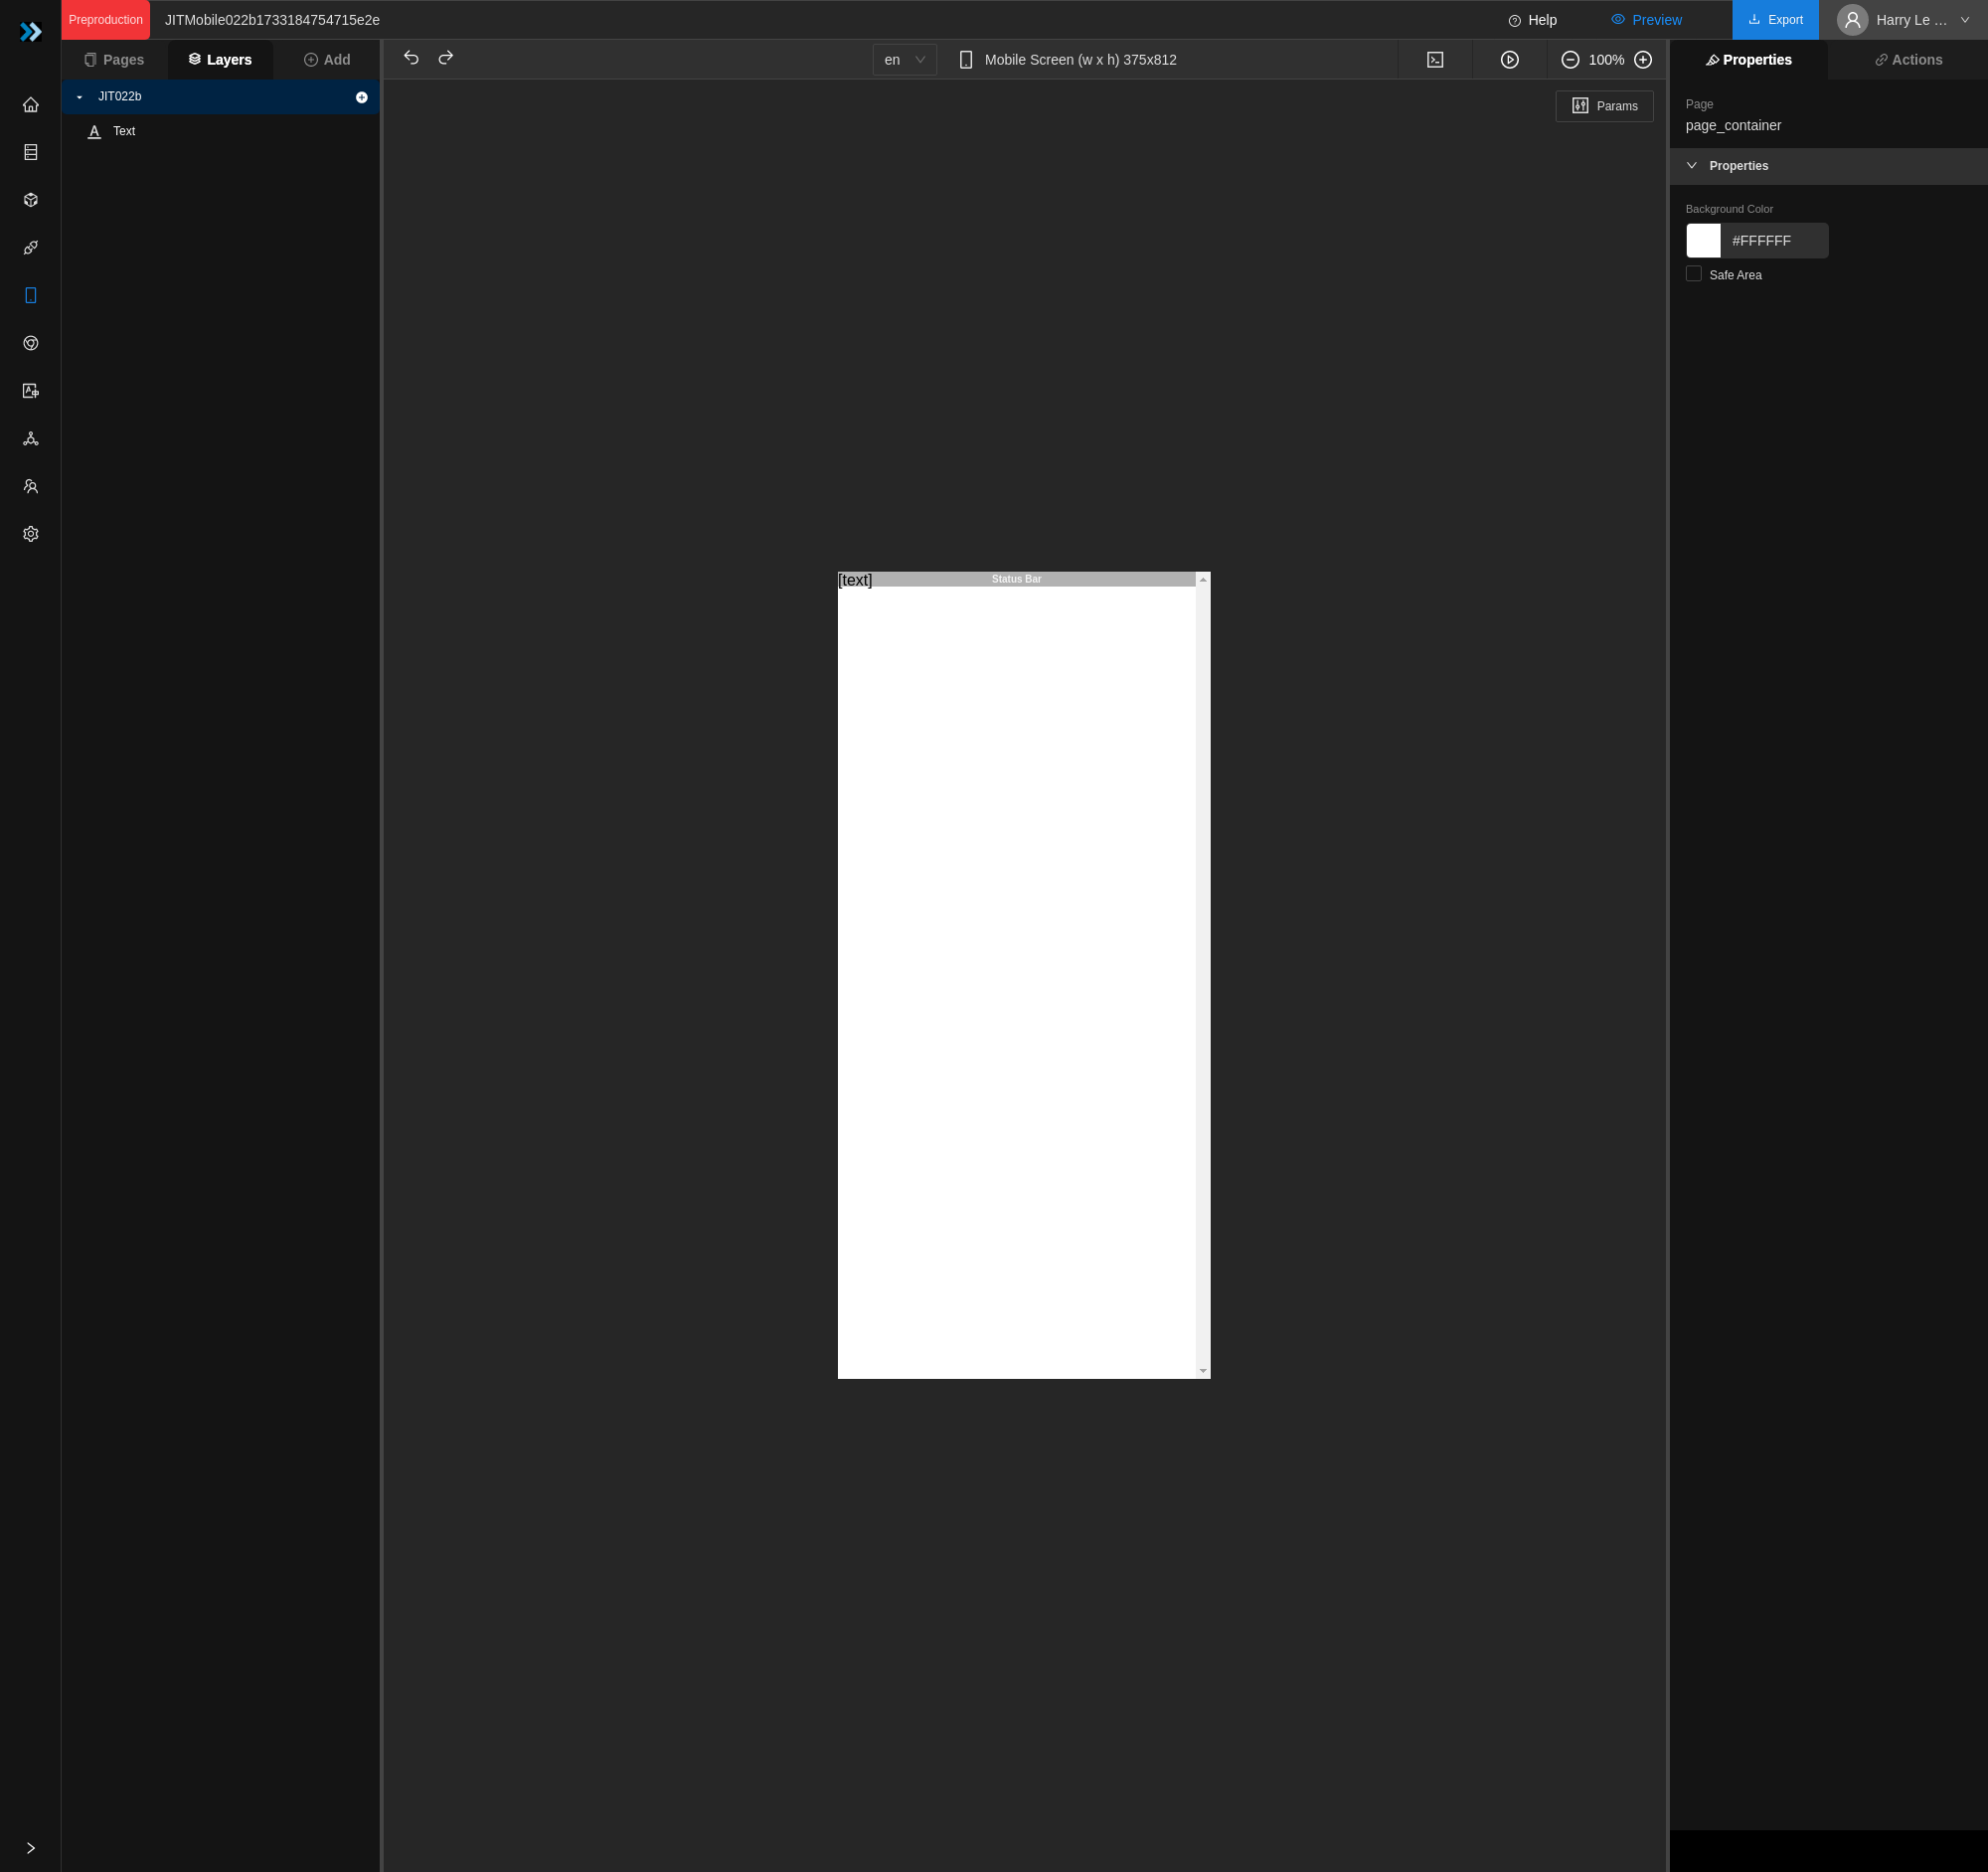 Preproduction
JITMobile022b1733184754715e2e
Help
Preview
Export
Harry Le ...
Pages
Layers
Add
en
Mobile Screen (w x h) 375x812
100%
Properties
Actions
JIT022b
Text
Params
Page
page_container
Properties
Background Color
#FFFFFF
Safe Area
[text]
Status Bar